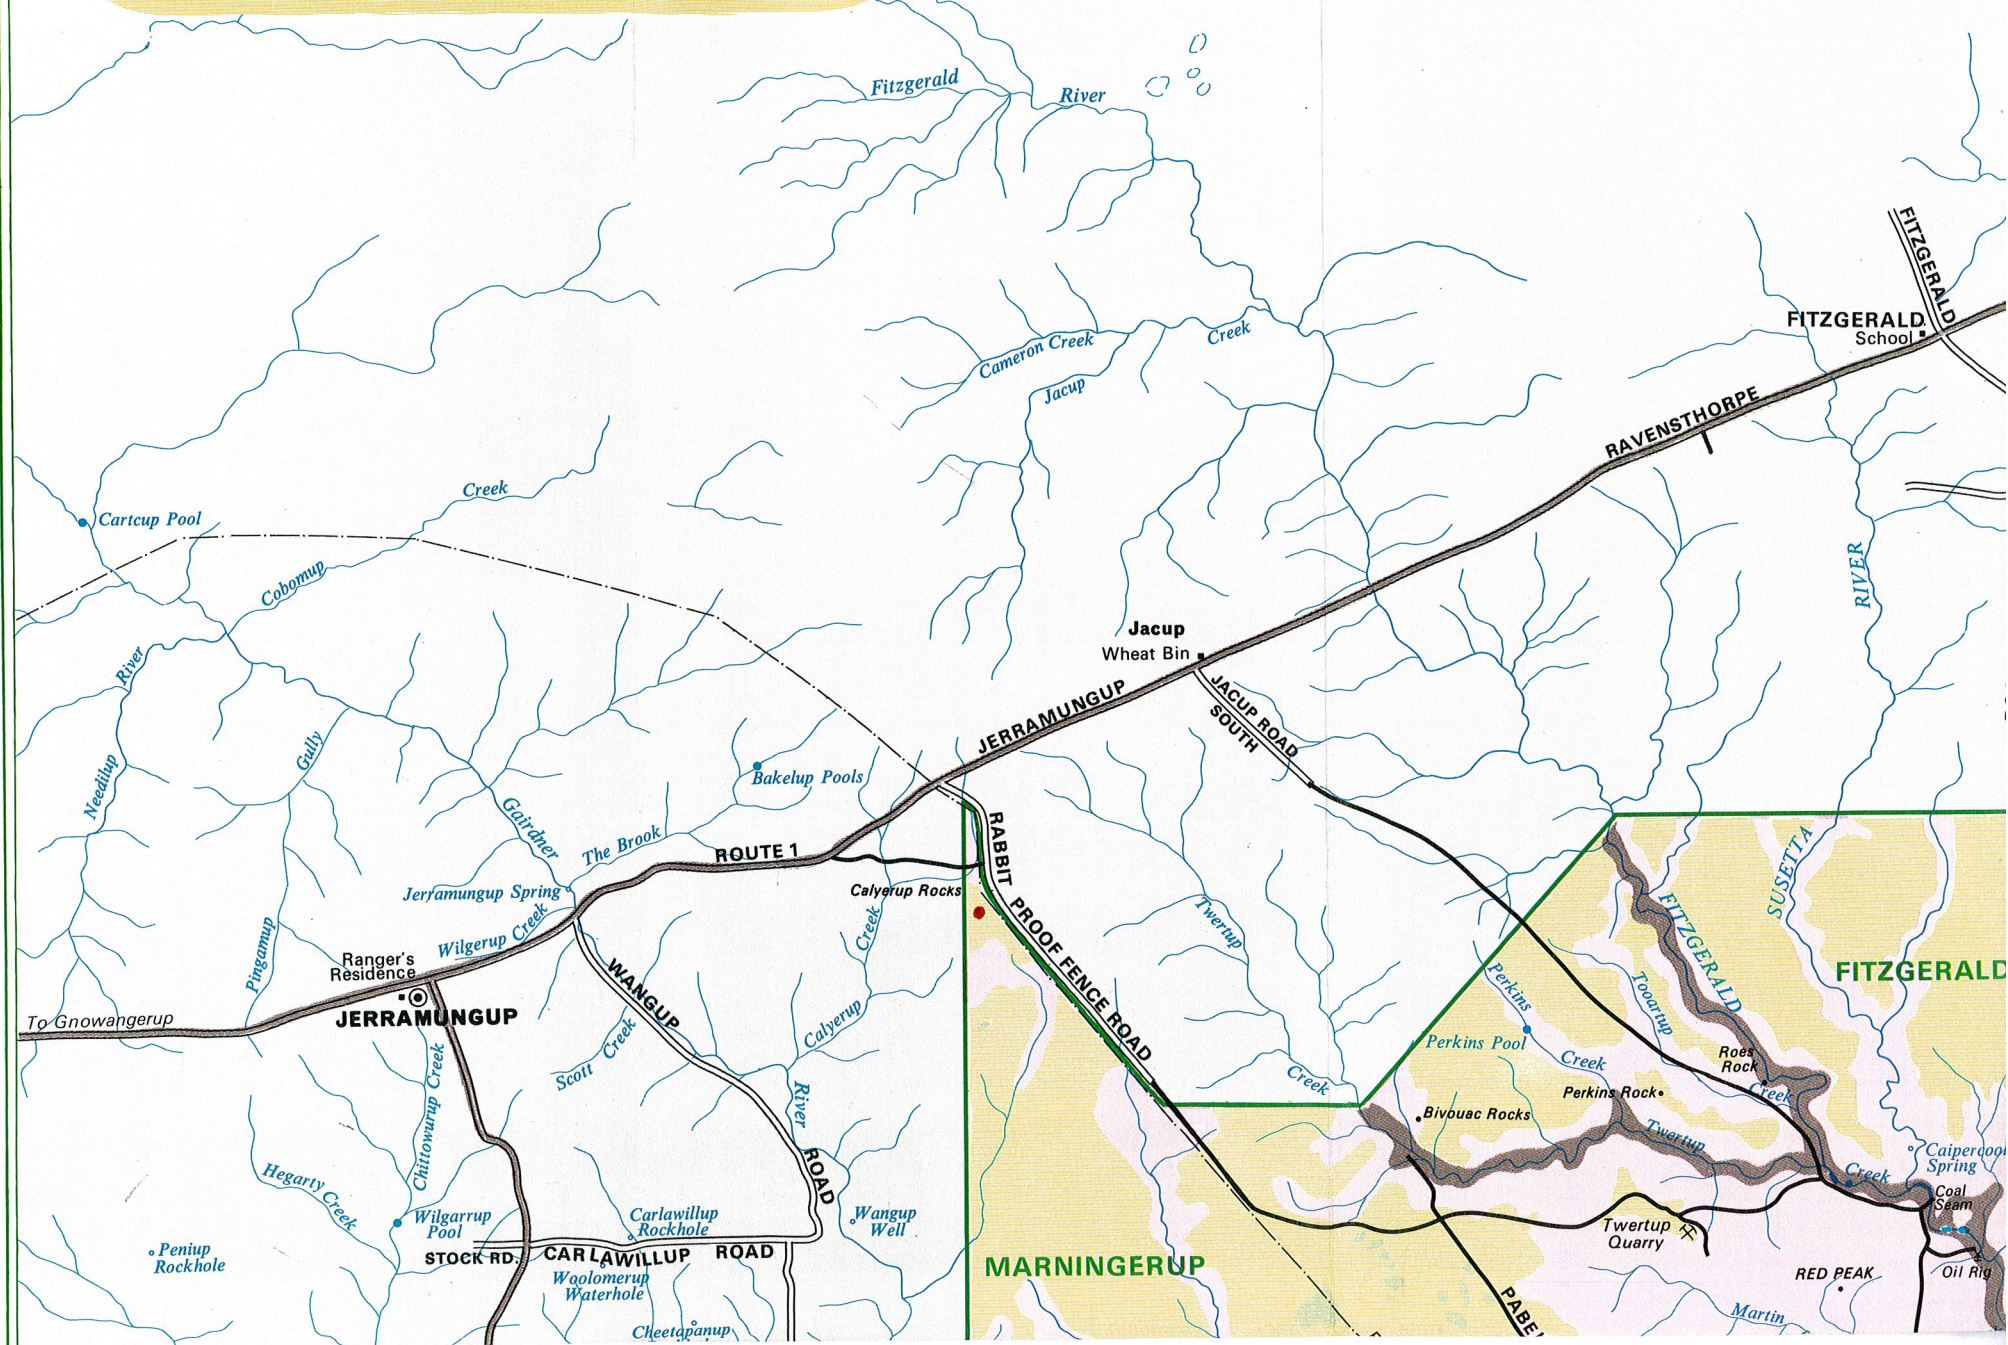 Fitzgerald River
FITZGERALD
FITZGERALD
School
Cameron Creek
Creek
Jacup
RAVENSTHORPE
Creek
Cartcup Pool
Cobomup
RIVER
Jacup
Wheat Bin
River
JERRAMUNGUP
JACUP ROAD
SOUTH
Gully
Needilup
Bakelup Pools
Gairdner
The Brook
ROUTE 1
RABBIT PROOF FENCE ROAD
Jerramungup Spring
Calyerup Rocks
SUSETTA
Wilgerup Creek
Creek
Twertup
FITZGERALD
Pingamup
Ranger's
Residence
WANGUP
FITZGERALD
Perkins
Tooartup
To Gnowangerup
JERRAMUNGUP
Calyerup
Perkins Pool
Scott Creek
Creek
Roes
Rock
Creek
Perkins Rock
Creek
River
Bivouac Rocks
Chittowurup Creek
Twertup
Caipercool
Spring
Hegarty Creek
ROAD
Creek
Coal
Seam
Wilgarrup
Pool
Carlawillup
Rockhole
Wangup
Well
Twertup
Quarry
Peniup
Rockhole
STOCK RD.
CARLAWILLUP ROAD
MARNINGERUP
RED PEAK
Oil Rig
Woolomerup
Waterhole
PABE
Martin
Cheetapanup